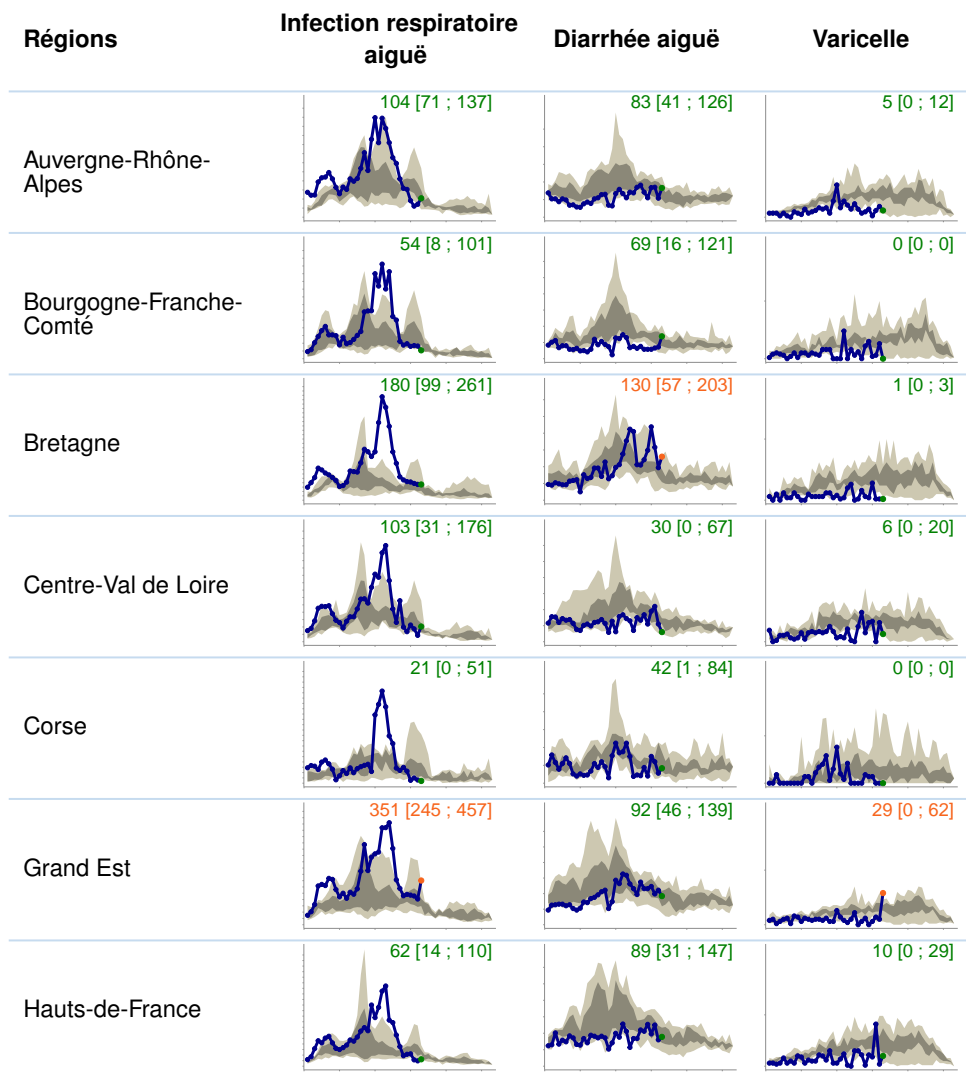 Régions
Infection respiratoire
aiguë
Diarrhée aiguë
Varicelle
Auvergne-Rhône-
Alpes
104 [71 ; 137]
83 [41 ; 126]
5 [0 ; 12]
Bourgogne-Franche-
Comté
54 [8 ; 101]
69 [16 ; 121]
0 [0 ; 0]
Bretagne
180 [99 ; 261]
130 [57 ; 203]
1 [0 ; 3]
Centre-Val de Loire
103 [31 ; 176]
30 [0 ; 67]
6 [0 ; 20]
Corse
21 [0 ; 51]
42 [1 ; 84]
0 [0 ; 0]
Grand Est
351 [245 ; 457]
92 [46 ; 139]
29 [0 ; 62]
Hauts-de-France
62 [14 ; 110]
89 [31 ; 147]
10 [0 ; 29]